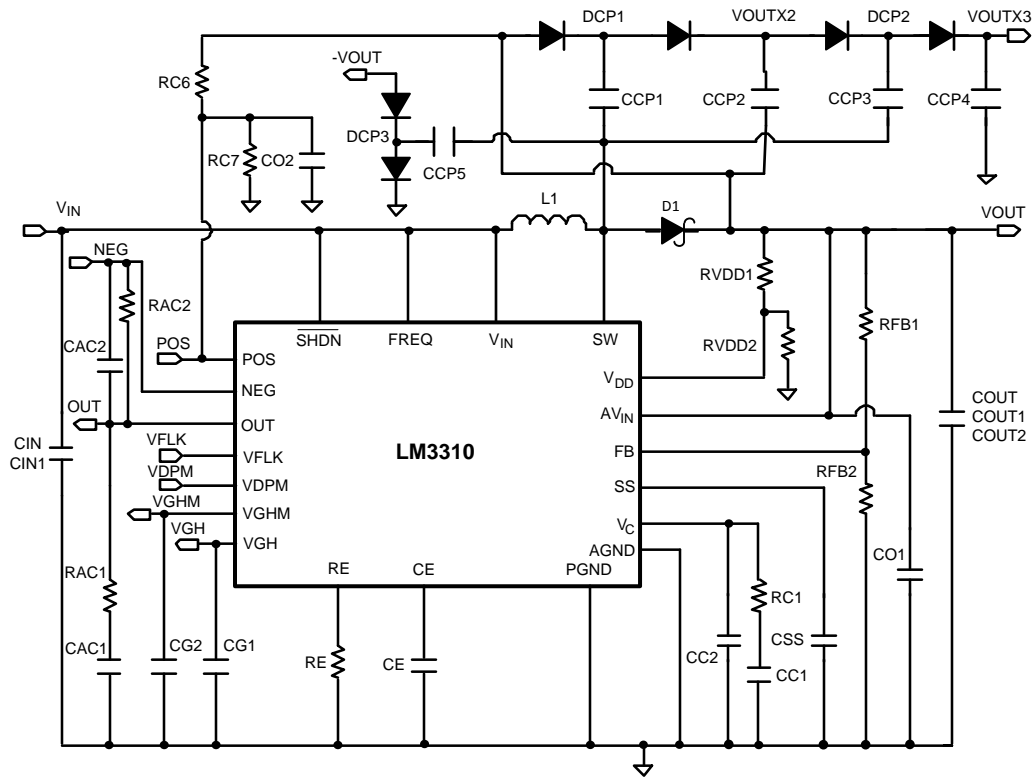 DCP1
VOUTX2
DCP2
VOUTX3
-VOUT
RC6
CCP1
CCP2
CCP3
CCP4
DCP3
RC7
CO2
CCP5
VIN
L1
D1
VOUT
NEG
RAC2
RVDD1
RFB1
CAC2
POS
SHDN
FREQ
VIN
SW
RVDD2
POS
NEG
VDD
OUT
OUT
AVIN
COUT
COUT1
COUT2
CIN
CIN1
VFLK
VFLK
LM3310
FB
RFB2
VDPM
VDPM
SS
VGHM
VGHM
VC
VGH
VGH
AGND
RE
CE
PGND
CO1
RAC1
RC1
CAC1
CG2
CG1
RE
CE
CC2
CC1
CSS